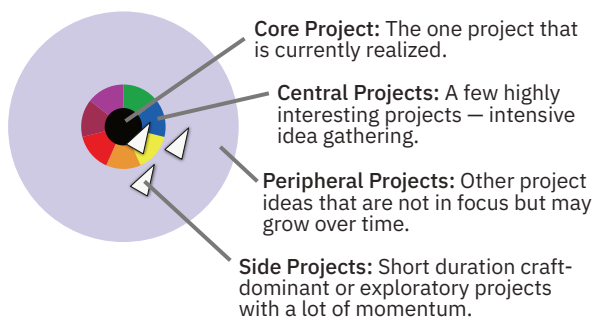 Core Project: The one project that
is currently realized.
Central Projects: A few highly
interesting projects — intensive
idea gathering.
Peripheral Projects: Other project
ideas that are not in focus but may
grow over time.
Side Projects: Short duration craft-
dominant or exploratory projects
with a lot of momentum.